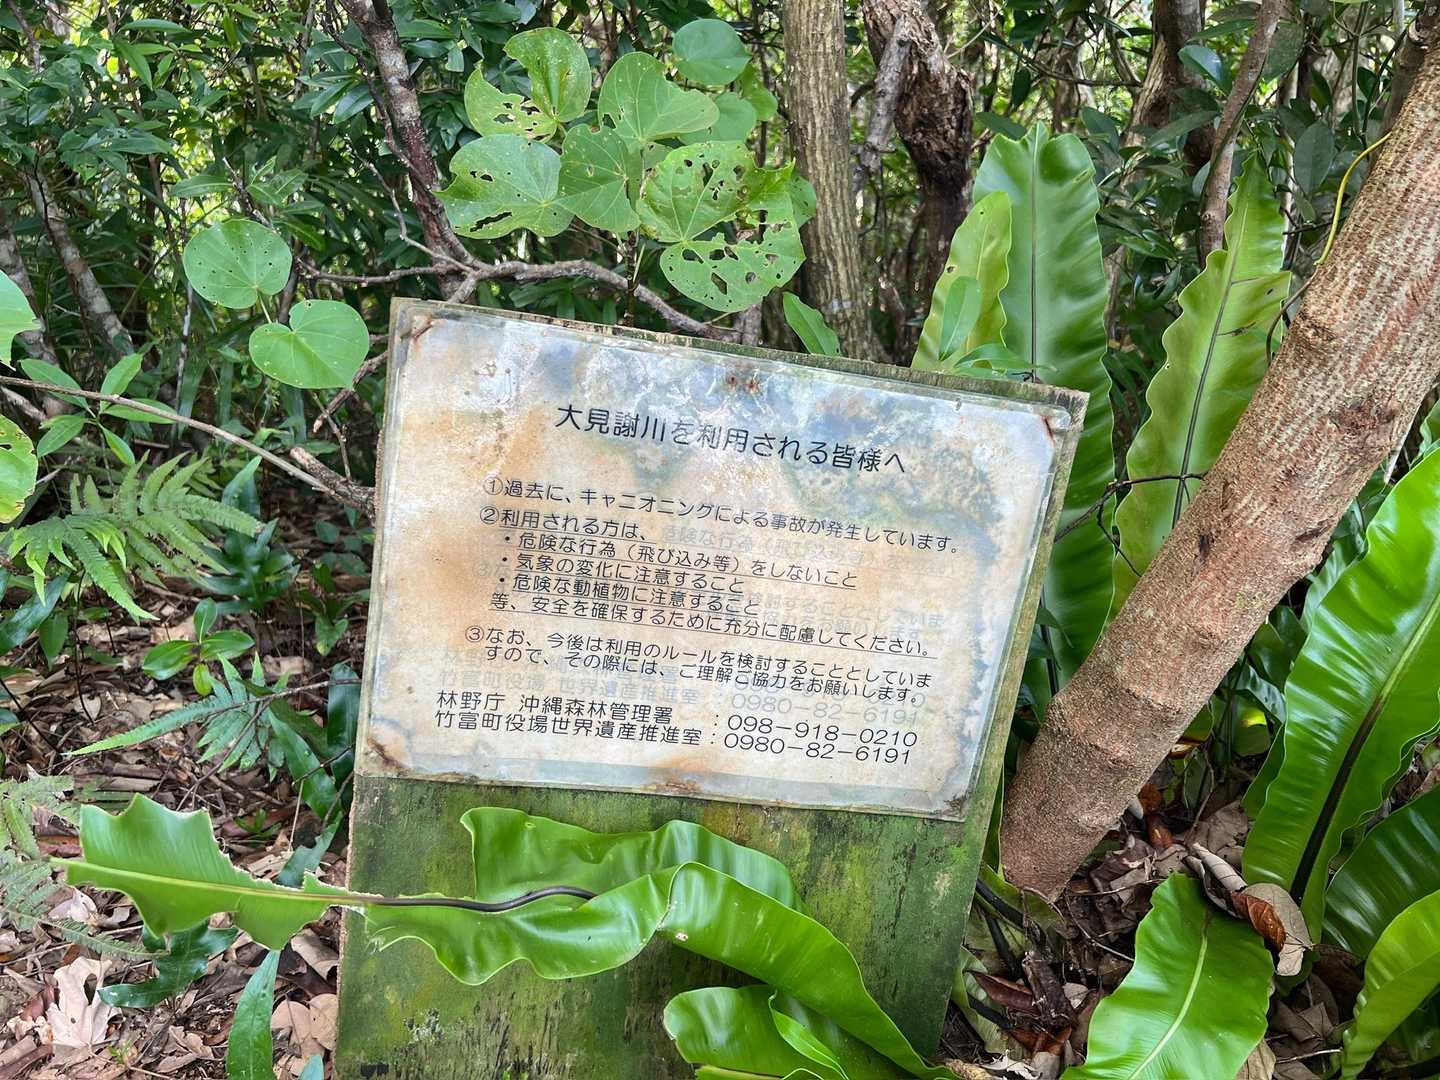 大見謝川を利用される皆様へ
①過去に、キャニオニングによる事故が発生しています。
②利用される方は、
・危険な行為（飛び込み等）をしないこと
・気象の変化に注意すること
・危険な動植物に注意すること
等、安全を確保するために充分に配慮してください。
③なお、今後は利用のルールを検討することとしていま
すので、その際には、ご理解ご協力をお願いします。
林野庁 沖縄森林管理署 ：098－918－0210
竹富町役場世界遺産推進室：0980－82－6191